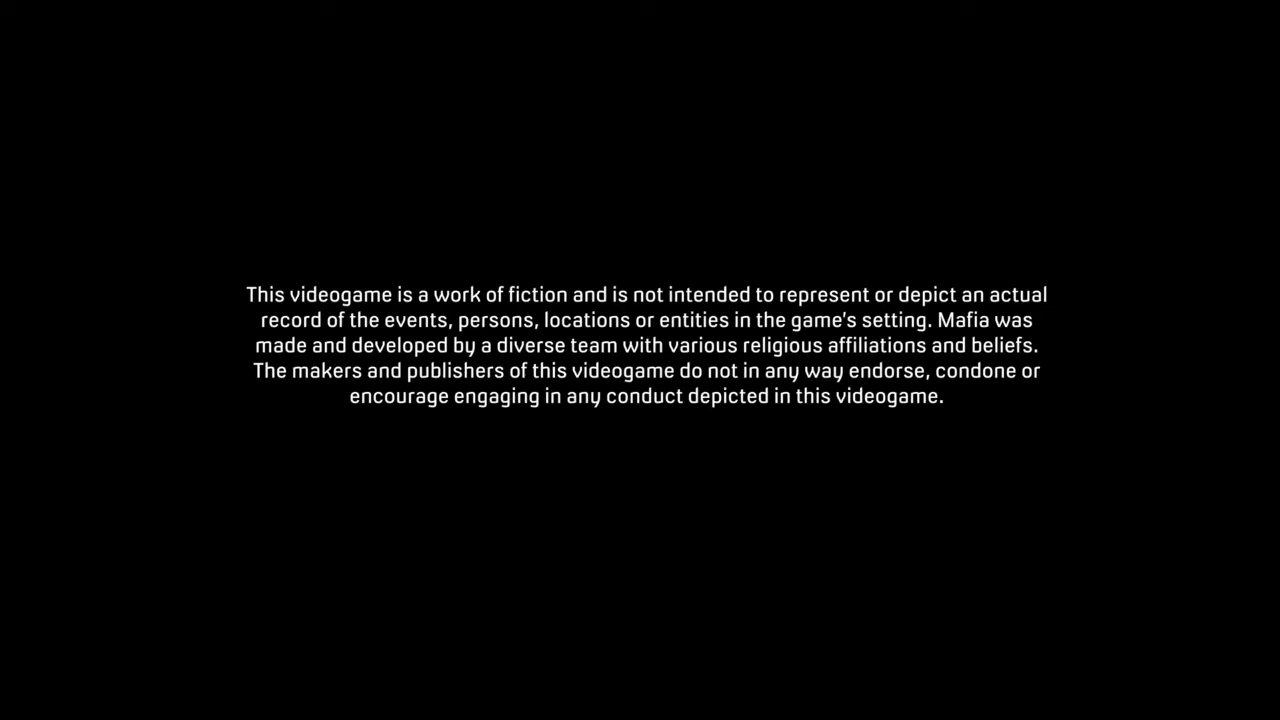 This videogame is a work of fiction and is not intended to represent or depict an actual
record of the events, persons, locations or entities in the game's setting. Mafia was
made and developed by a diverse team with various religious affiliations and beliefs.
The makers and publishers of this videogame do not in any way endorse, condone or
encourage engaging in any conduct depicted in this videogame.